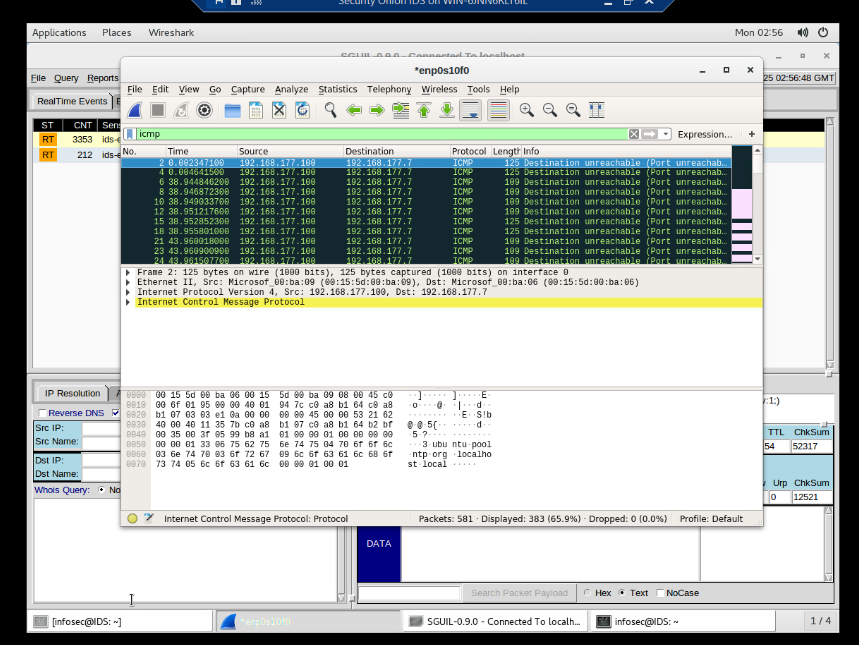 Security Onion IDS on WIN-6JNN6RLT6IL
Applications Places Wireshark Mon 02:56
SGUIL-0.9.0 - Connected To localhost
File Query Reports 25 02:56:48 GMT
RealTime Events
ST CNT
RT 3353 ids-e
RT 212 ids-e
*enp0s10f0
File Edit View Go Capture Analyze Statistics Telephony Wireless Tools Help
icmp Expression... +
No. Time Source Destination Protocol Length Info
2 0.002347100 192.168.177.100 192.168.177.7 ICMP 125 Destination unreachable (Port unreachab…
4 0.004641500 192.168.177.100 192.168.177.7 ICMP 125 Destination unreachable (Port unreachab…
6 38.944846200 192.168.177.100 192.168.177.7 ICMP 109 Destination unreachable (Port unreachab…
8 38.946872300 192.168.177.100 192.168.177.7 ICMP 109 Destination unreachable (Port unreachab…
10 38.949033700 192.168.177.100 192.168.177.7 ICMP 109 Destination unreachable (Port unreachab…
12 38.951217600 192.168.177.100 192.168.177.7 ICMP 109 Destination unreachable (Port unreachab…
15 38.952852300 192.168.177.100 192.168.177.7 ICMP 125 Destination unreachable (Port unreachab…
18 38.955801000 192.168.177.100 192.168.177.7 ICMP 125 Destination unreachable (Port unreachab…
21 43.960018000 192.168.177.100 192.168.177.7 ICMP 109 Destination unreachable (Port unreachab…
23 43.960900900 192.168.177.100 192.168.177.7 ICMP 109 Destination unreachable (Port unreachab…
24 43.961507700 192.168.177.100 192.168.177.7 ICMP 109 Destination unreachable (Port unreachab…
Frame 2: 125 bytes on wire (1000 bits), 125 bytes captured (1000 bits) on interface 0
Ethernet II, Src: Microsof_00:ba:09 (00:15:5d:00:ba:09), Dst: Microsof_00:ba:06 (00:15:5d:00:ba:06)
Internet Protocol Version 4, Src: 192.168.177.100, Dst: 192.168.177.7
Internet Control Message Protocol
0000 00 15 5d 00 ba 06 00 15 5d 00 ba 09 08 00 45 c0 ··]····· ]·····E·
0010 00 6f 01 95 00 00 40 01 94 7c c0 a8 b1 64 c0 a8 ·o····@· ·|···d··
0020 b1 07 03 03 e1 0a 00 00 00 00 45 00 00 53 21 62 ········ ··E··S!b
0030 40 00 40 11 35 7b c0 a8 b1 07 c0 a8 b1 64 b2 bf @·@·5{·· ·····d··
0040 00 35 00 3f 05 99 b8 a1 01 00 00 01 00 00 00 00 ·5·?···· ········
0050 00 00 01 33 06 75 62 75 6e 74 75 04 70 6f 6f 6c ···3·ubu ntu·pool
0060 03 6e 74 70 03 6f 72 67 09 6c 6f 63 61 6c 68 6f ·ntp·org ·localho
0070 73 74 05 6c 6f 63 61 6c 00 00 01 00 01 st·local ·····
Internet Control Message Protocol: Protocol Packets: 581 · Displayed: 383 (65.9%) · Dropped: 0 (0.0%) Profile: Default
IP Resolution
Reverse DNS
Src IP:
Src Name:
Dst IP:
Dst Name:
Whois Query: No
v:1;)
TTL ChkSum
54 52317
Urp ChkSum
0 12521
DATA
Search Packet Payload Hex Text NoCase
[infosec@IDS: ~] *enp0s10f0 SGUIL-0.9.0 - Connected To localh... infosec@IDS: ~ 1 / 4